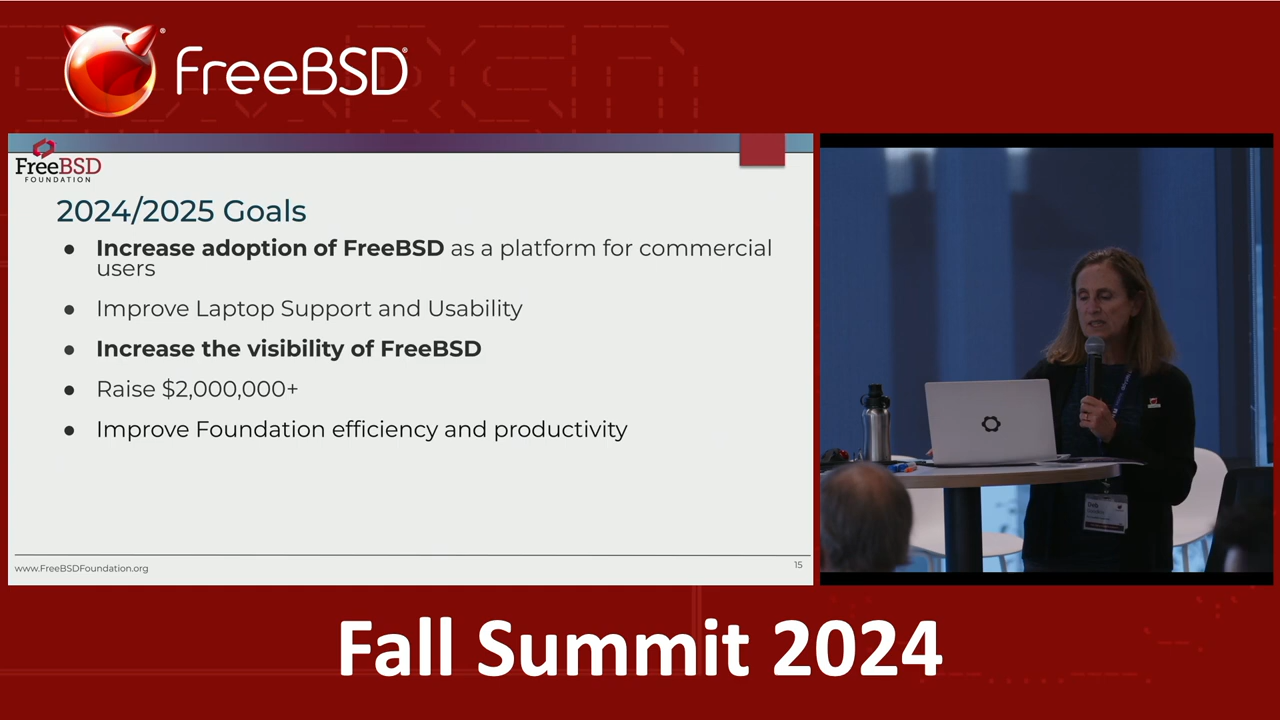 FreeBSD®
FreeBSD
FOUNDATION
2024/2025 Goals
● Increase adoption of FreeBSD as a platform for commercial
users
● Improve Laptop Support and Usability
● Increase the visibility of FreeBSD
● Raise $2,000,000+
● Improve Foundation efficiency and productivity
www.FreeBSDFoundation.org
15
Fall Summit 2024